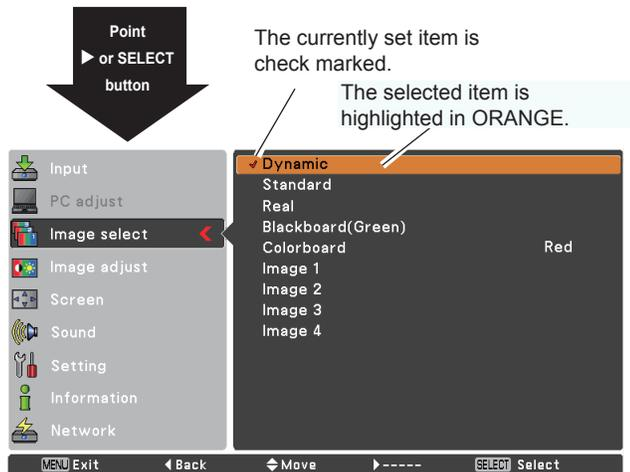 Point
▶ or SELECT
button
The currently set item is
check marked.
The selected item is
highlighted in ORANGE.
Input
PC adjust
Image select
Image adjust
Screen
Sound
Setting
Information
Network
✓ Dynamic
Standard
Real
Blackboard(Green)
Colorboard Red
Image 1
Image 2
Image 3
Image 4
MENU Exit ◀Back ◆Move ▶----- SELECT Select